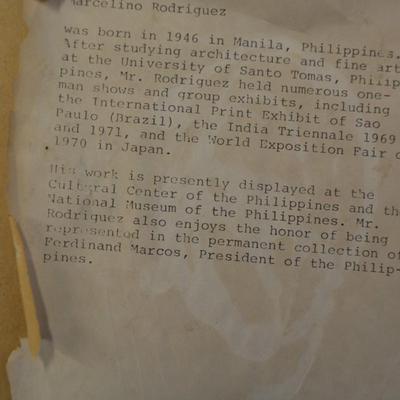 Marcelino Rodriguez
was born in 1946 in Manila, Philippines.
After studying architecture and fine art
at the University of Santo Tomas, Philip
pines, Mr. Rodriguez held numerous one-
man shows and group exhibits, including
the International Print Exhibit of Sao
Paulo (Brazil), the India Triennale 1969
and 1971, and the World Exposition Fair o
1970 in Japan.
His work is presently displayed at the
Cultural Center of the Philippines and th
National Museum of the Philippines. Mr.
Rodriguez also enjoys the honor of being
represented in the permanent collection of
Ferdinand Marcos, President of the Philip-
pines.